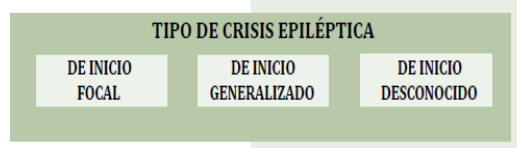 TIPO DE CRISIS EPILÉPTICA
DE INICIO
FOCAL
DE INICIO
GENERALIZADO
DE INICIO
DESCONOCIDO